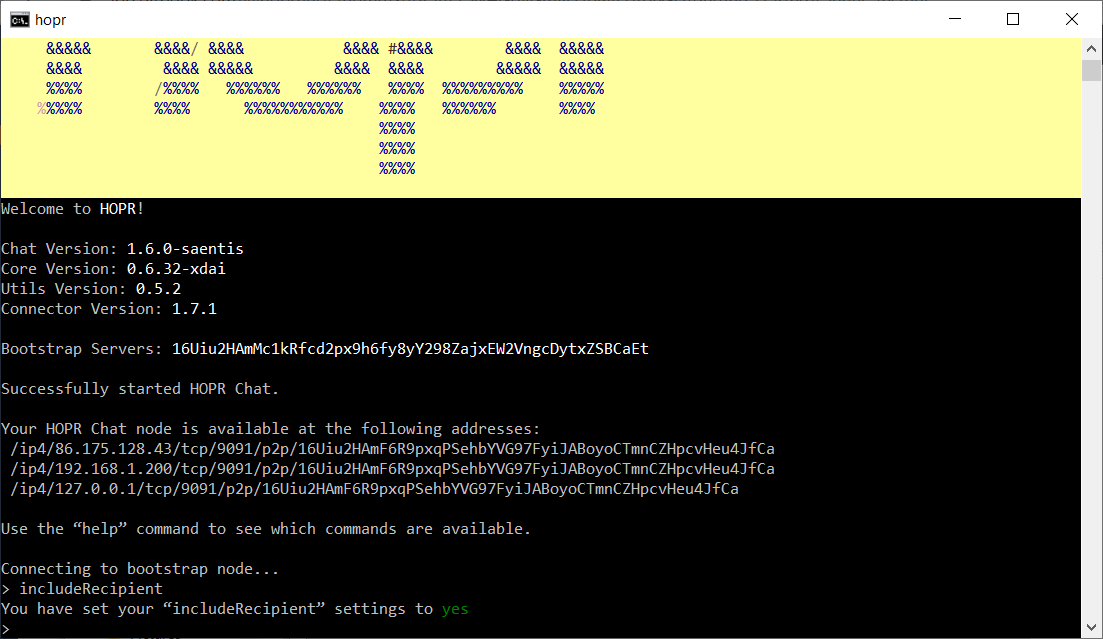 hopr
&&&&& &&&&/ &&&& &&&& #&&&& &&&& &&&&&
&&&& &&&& &&&&& &&&& &&&& &&&&& &&&&&
%%%% /%%%% %%%%%% %%%%%% %%%% %%%%%%%%% %%%%%
%%%%% %%%% %%%%%%%%%%% %%%% %%%%%% %%%%
%%%%
%%%%
%%%%
Welcome to HOPR!
Chat Version: 1.6.0-saentis
Core Version: 0.6.32-xdai
Utils Version: 0.5.2
Connector Version: 1.7.1
Bootstrap Servers: 16Uiu2HAmMc1kRfcd2px9h6fy8yY298ZajxEW2VngcDytxZSBCaEt
Successfully started HOPR Chat.
Your HOPR Chat node is available at the following addresses:
/ip4/86.175.128.43/tcp/9091/p2p/16Uiu2HAmF6R9pxqPSehbYVG97FyiJABoyoCTmnCZHpcvHeu4JfCa
/ip4/192.168.1.200/tcp/9091/p2p/16Uiu2HAmF6R9pxqPSehbYVG97FyiJABoyoCTmnCZHpcvHeu4JfCa
/ip4/127.0.0.1/tcp/9091/p2p/16Uiu2HAmF6R9pxqPSehbYVG97FyiJABoyoCTmnCZHpcvHeu4JfCa
Use the “help” command to see which commands are available.
Connecting to bootstrap node...
> includeRecipient
You have set your “includeRecipient” settings to yes
>